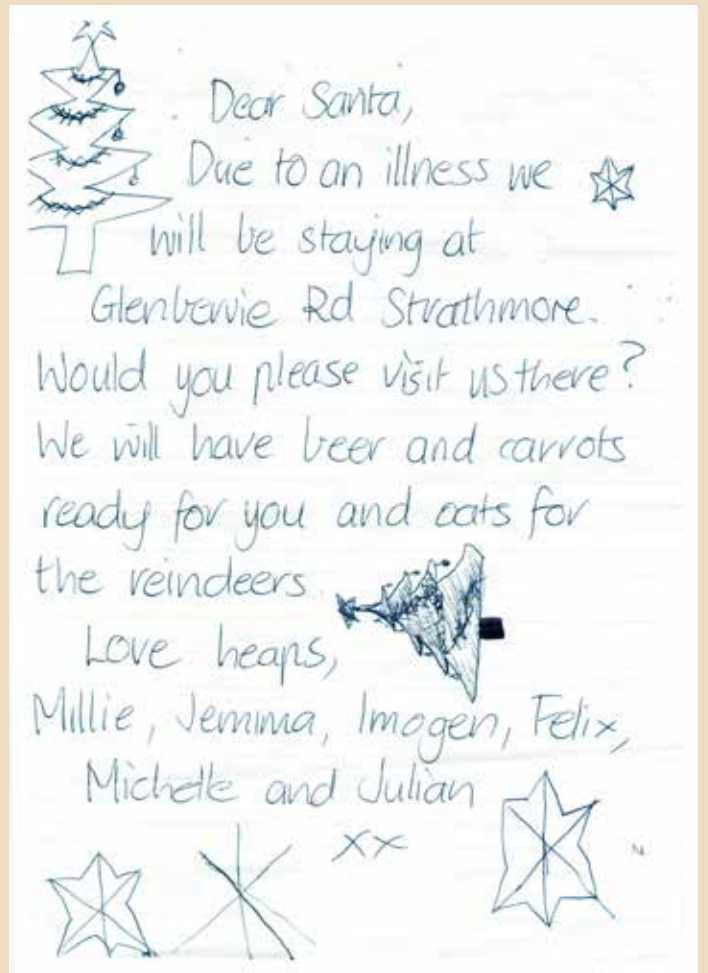 Dear Santa,
Due to an illness we
will be staying at
Glenbervie Rd Strathmore.
Would you please visit us there?
We will have beer and carrots
ready for you and oats for
the reindeers.
Love heaps,
Millie, Jemima, Imogen, Felix,
Michelle and Julian
xx